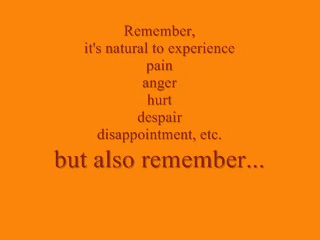 Remember,
it's natural to experience
pain
anger
hurt
despair
disappointment, etc.
but also remember...